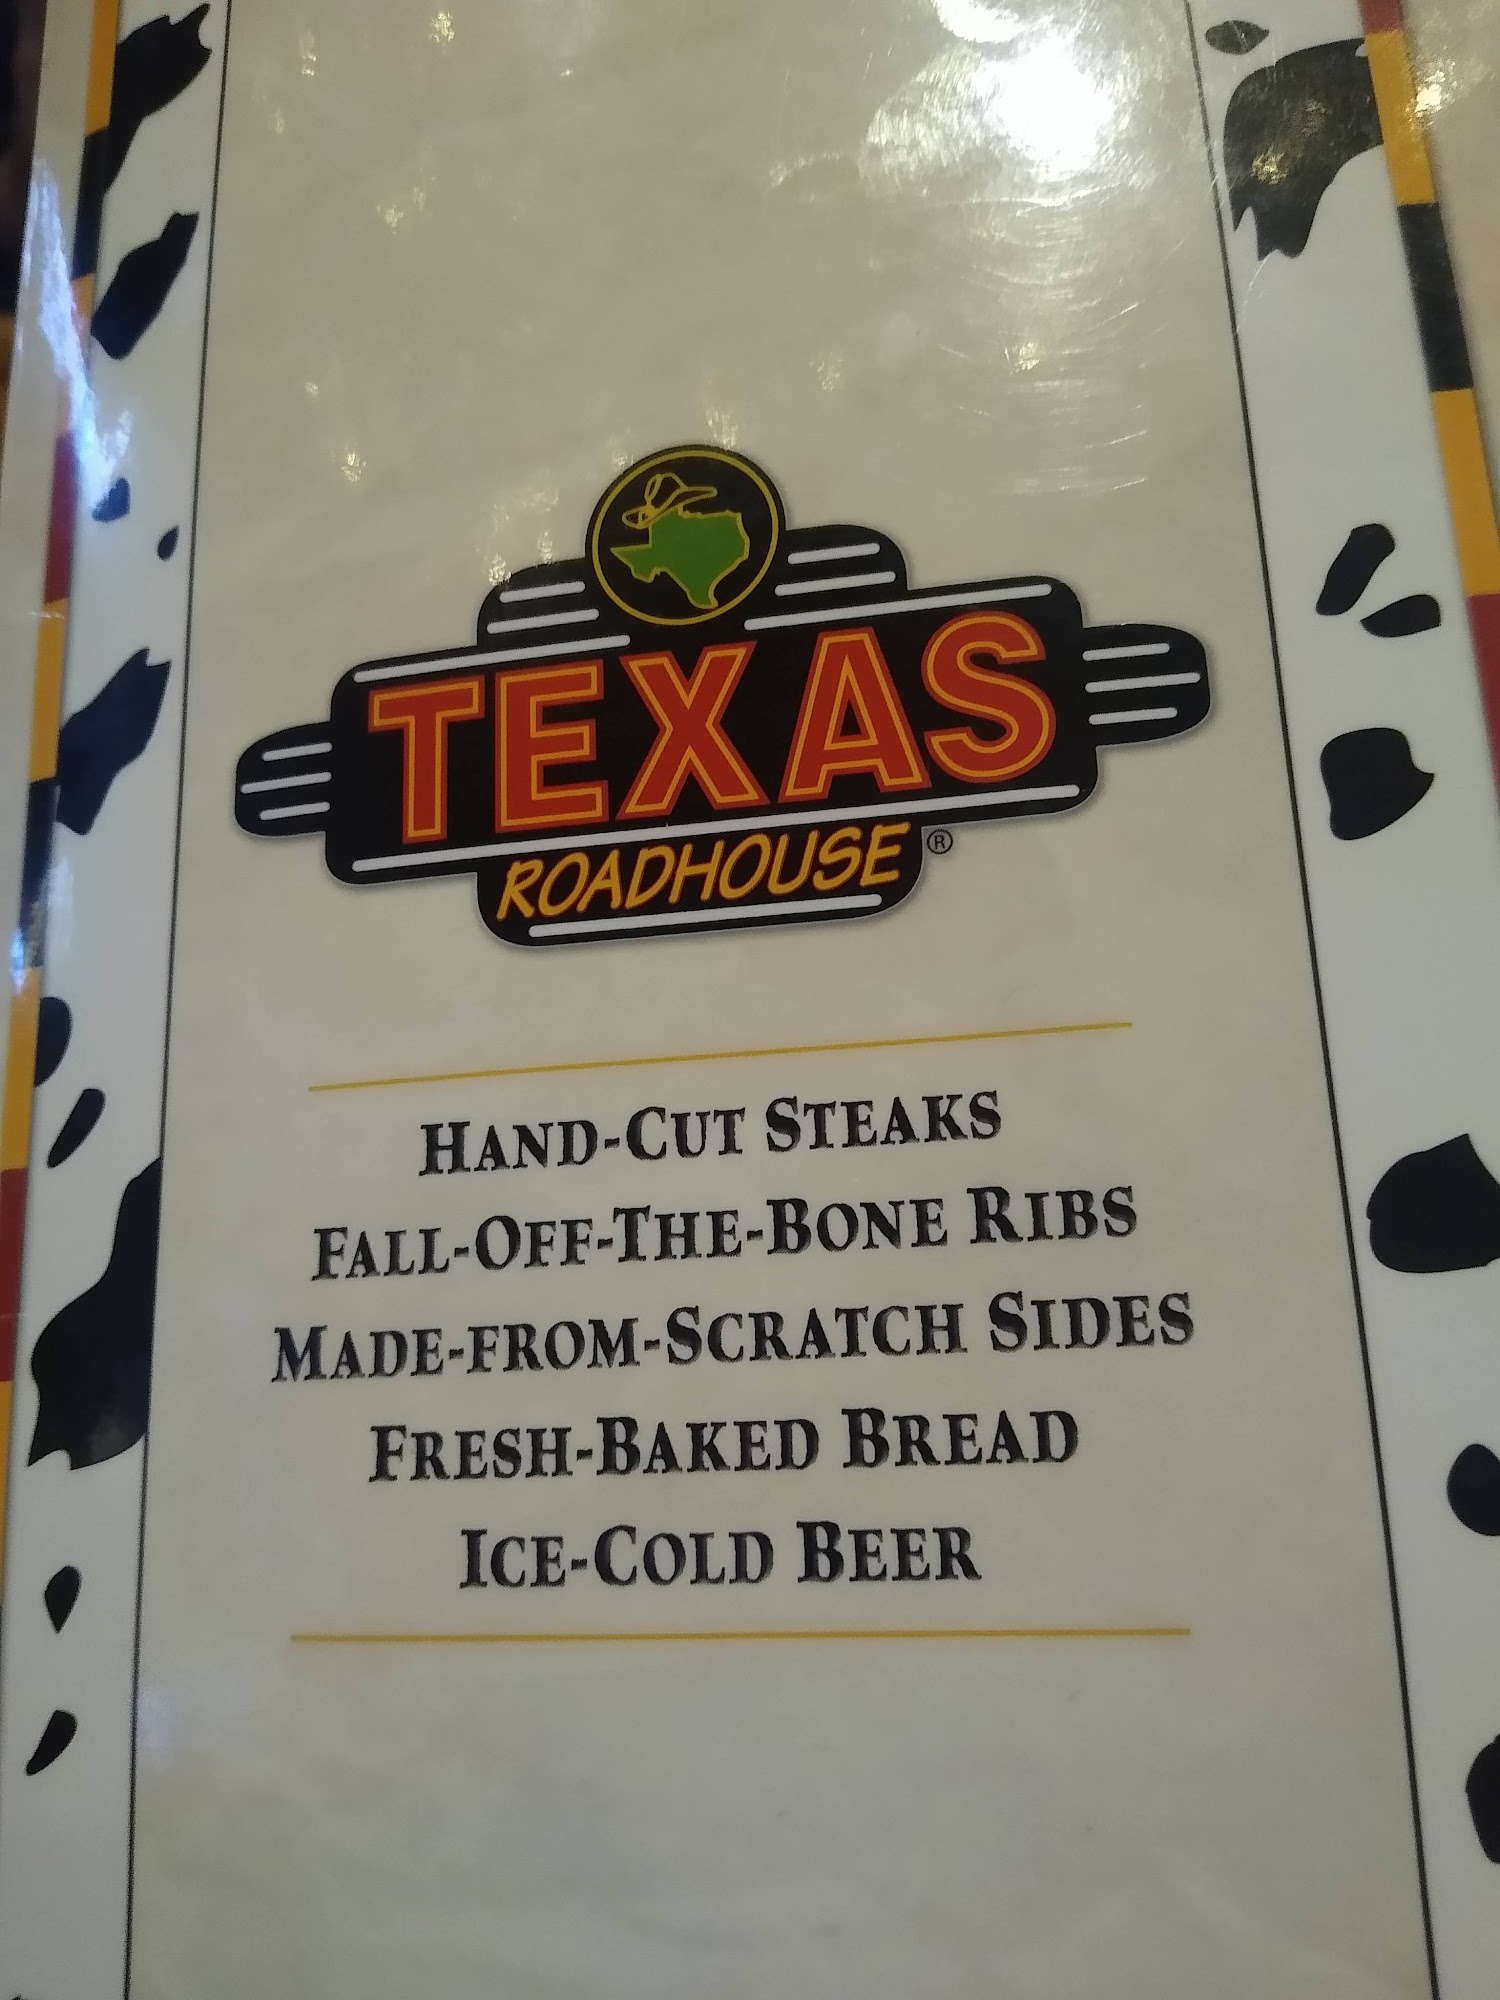 TEXAS
ROADHOUSE®
HAND-CUT STEAKS
FALL-OFF-THE-BONE RIBS
MADE-FROM-SCRATCH SIDES
FRESH-BAKED BREAD
ICE-COLD BEER